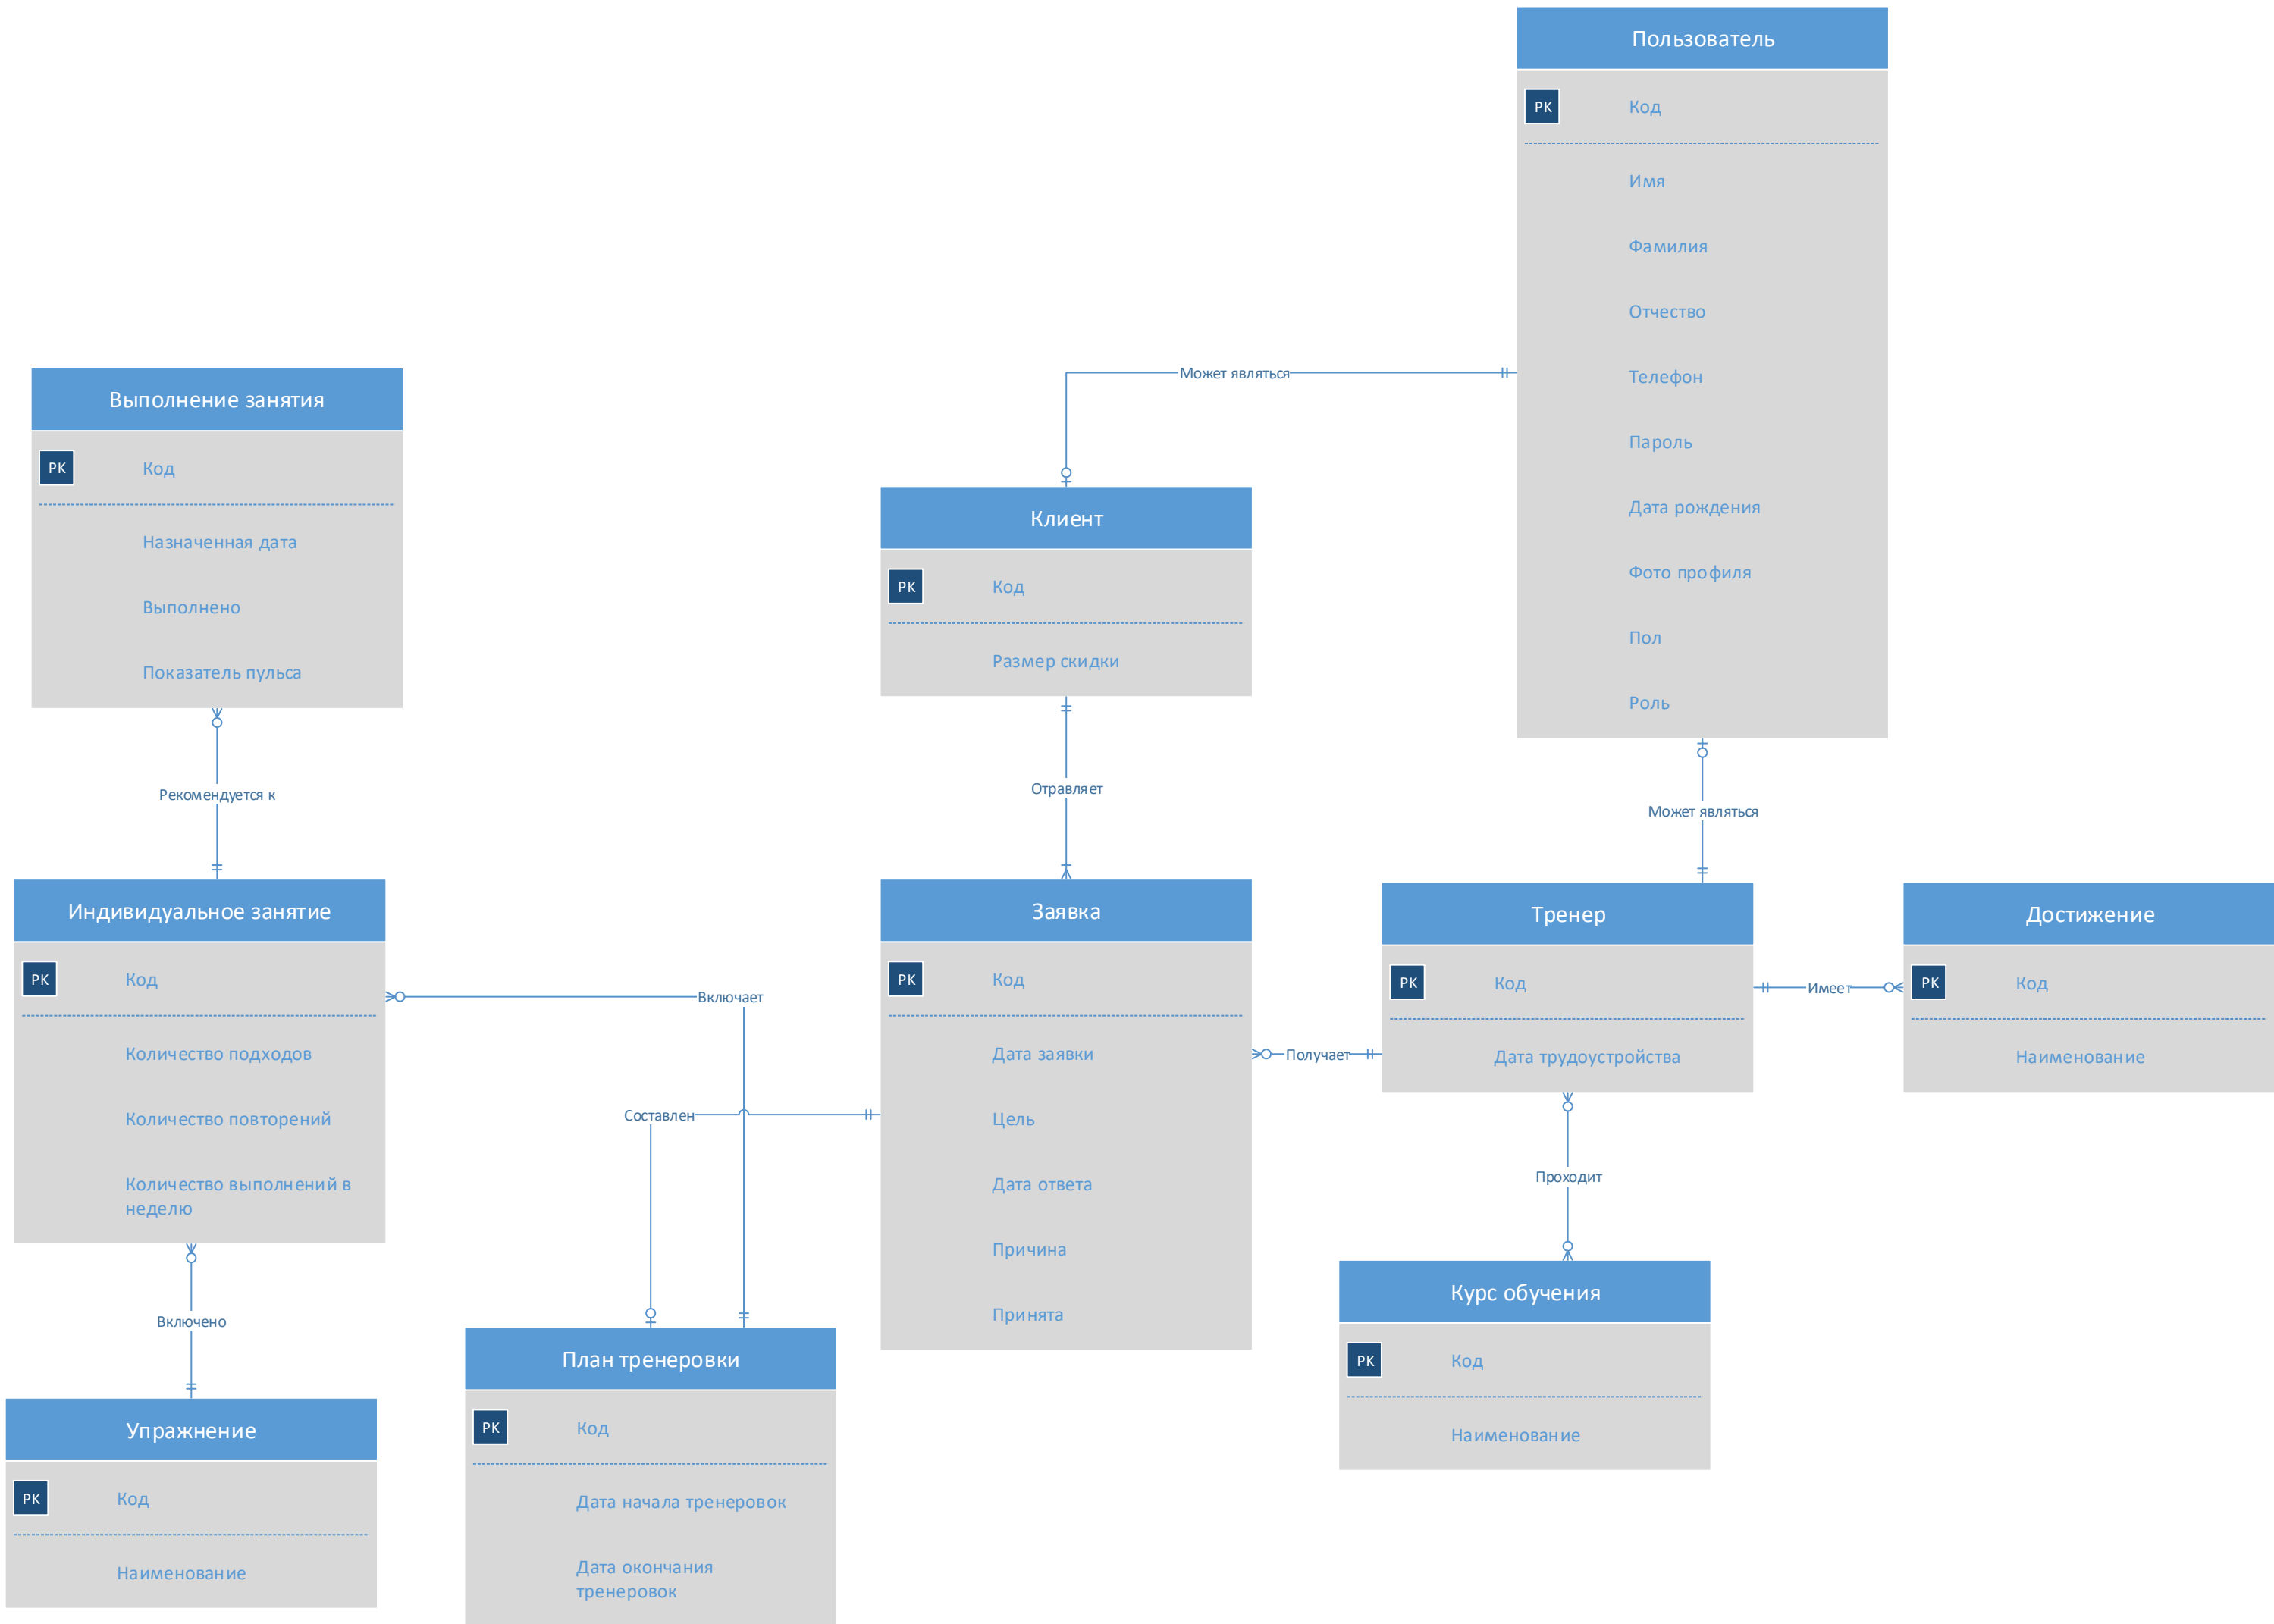 Пользователь
PK
Код
Имя
Фамилия
Отчество
Телефон
Пароль
Дата рождения
Фото профиля
Пол
Роль
Может являться
Выполнение занятия
PK
Код
Назначенная дата
Выполнено
Показатель пульса
Клиент
PK
Код
Размер скидки
Рекомендуется к
Отравляет
Может являться
Индивидуальное занятие
PK
Код
Количество подходов
Количество повторений
Количество выполнений в
неделю
Включает
Составлен
Заявка
PK
Код
Дата заявки
Цель
Дата ответа
Причина
Принята
Получает
Тренер
PK
Код
Дата трудоустройства
Имеет
Достижение
PK
Код
Наименование
Проходит
Включено
Курс обучения
PK
Код
Наименование
План тренеровки
PK
Код
Дата начала тренеровок
Дата окончания
тренеровок
Упражнение
PK
Код
Наименование